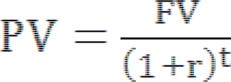 PV = FV/(1+r)^t